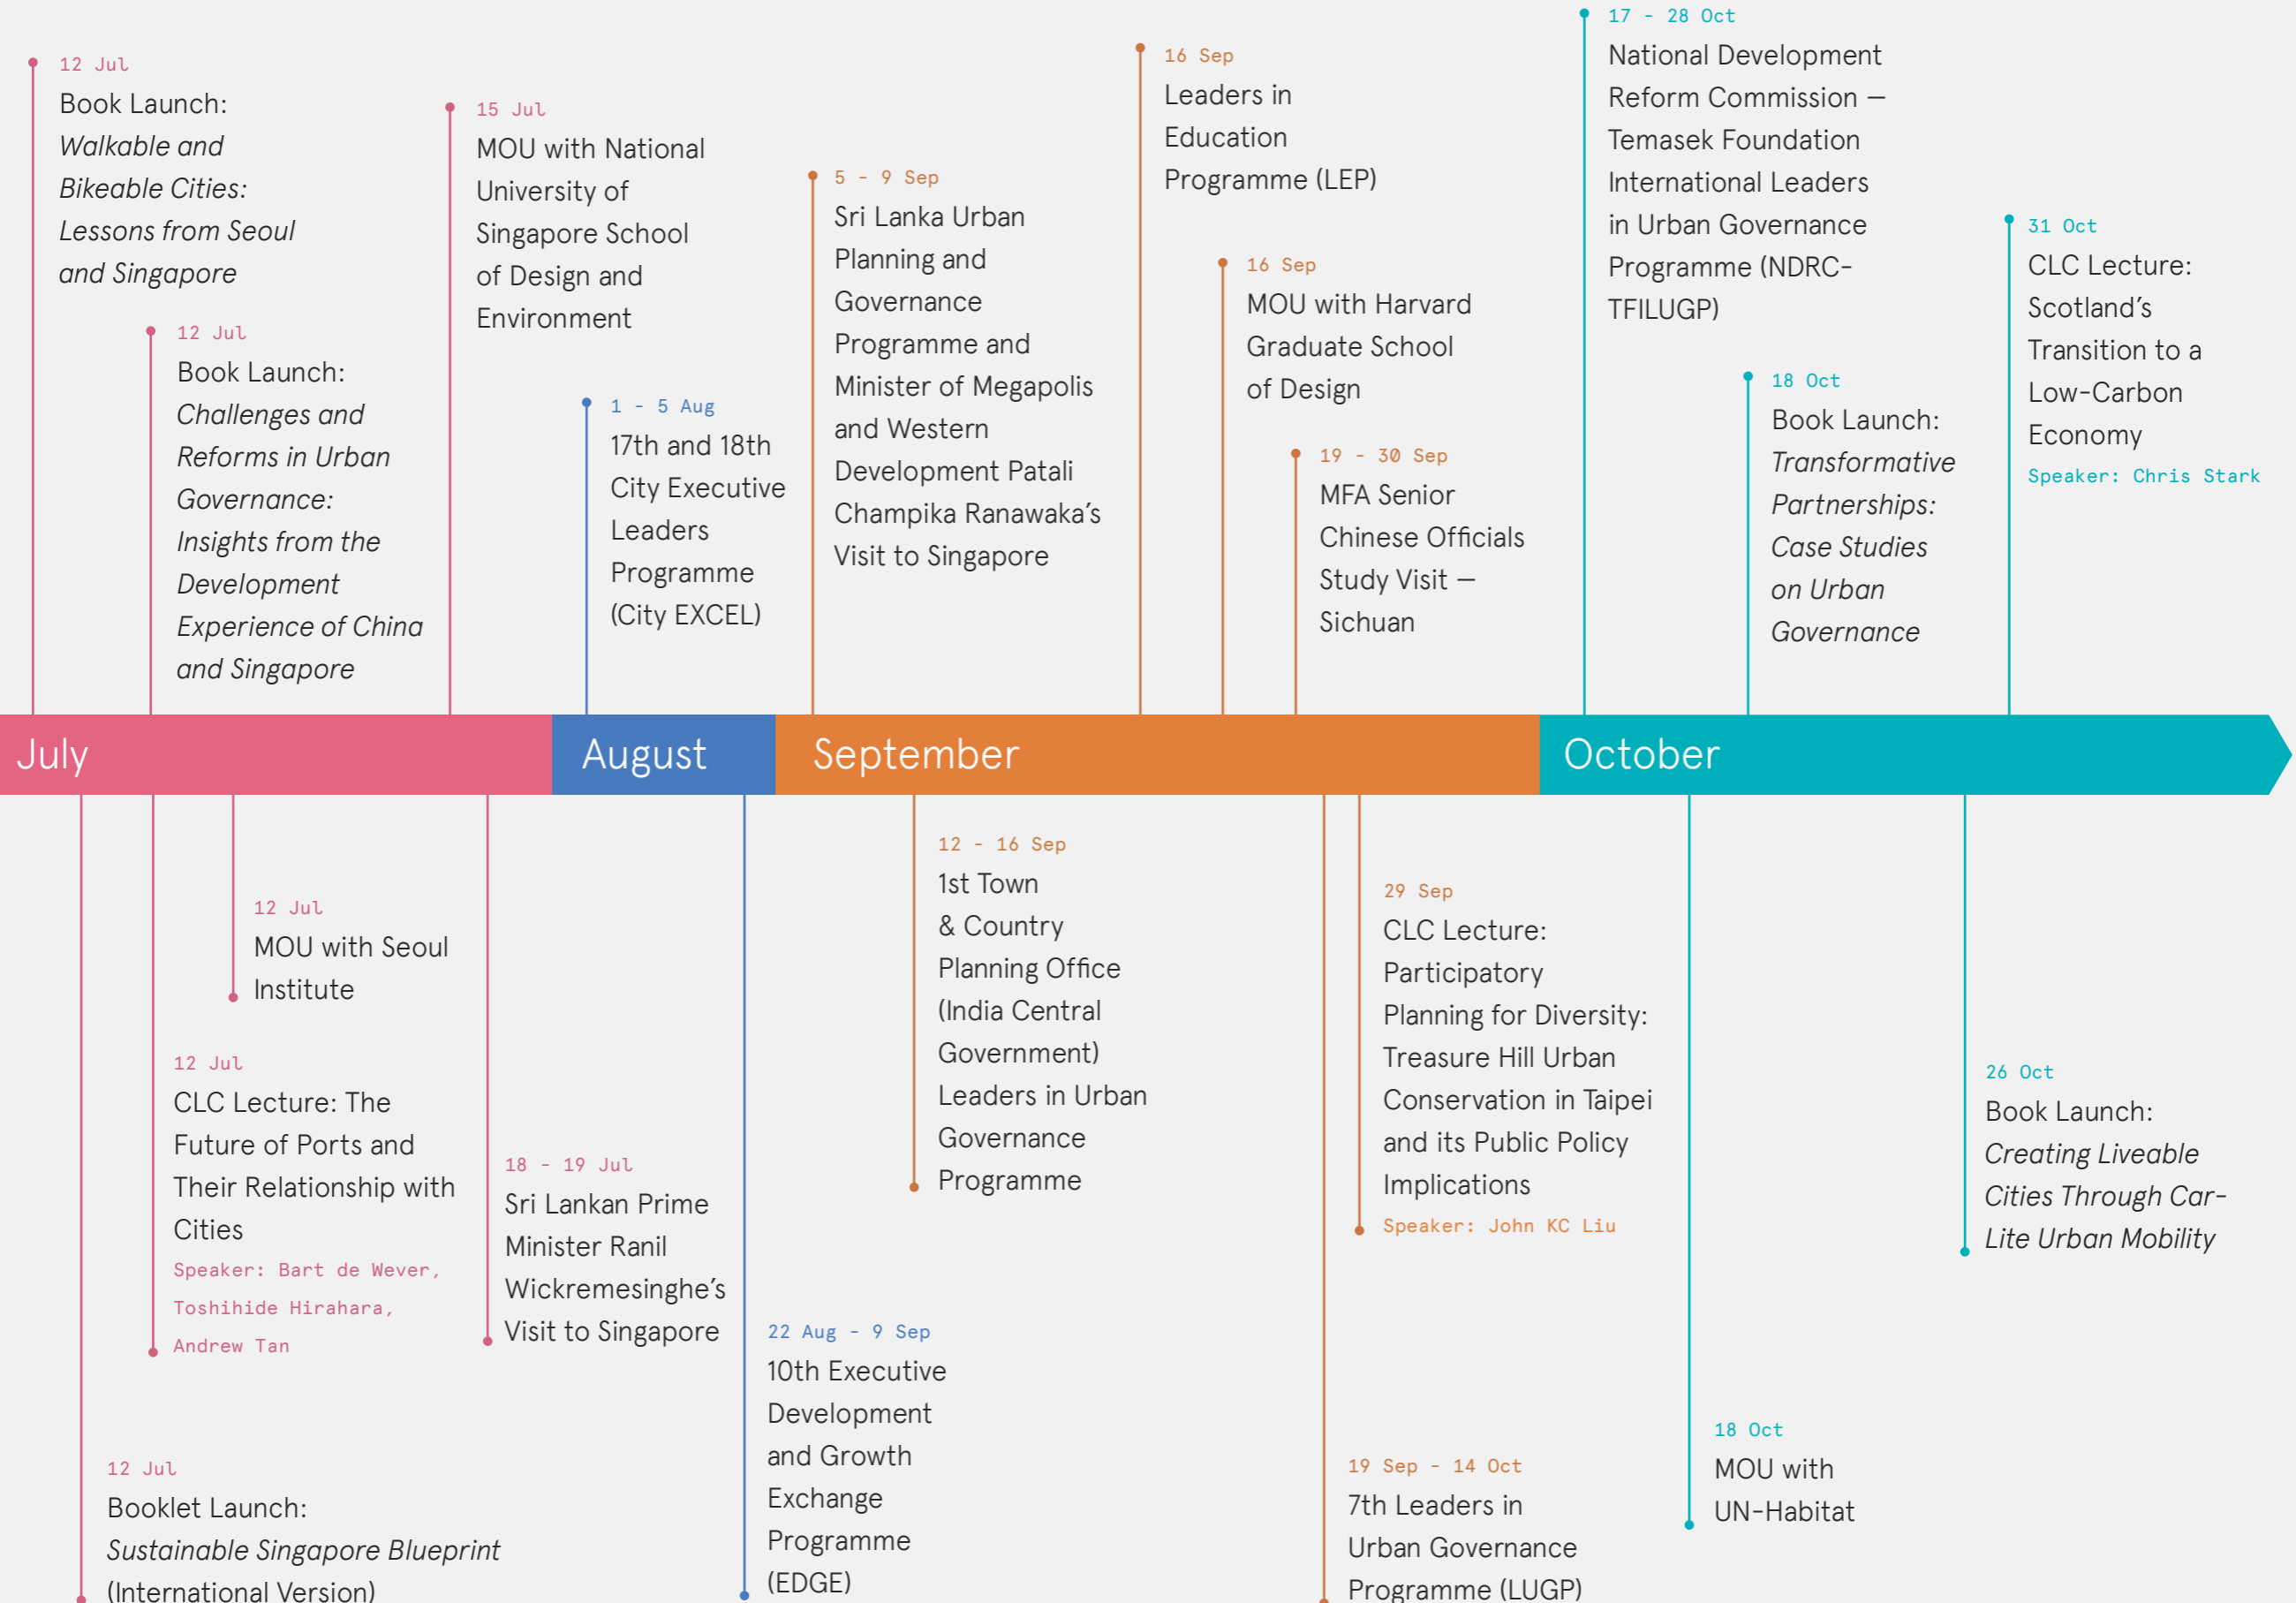 12 Jul
Book Launch:
Walkable and
Bikeable Cities:
Lessons from Seoul
and Singapore
12 Jul
Book Launch:
Challenges and
Reforms in Urban
Governance:
Insights from the
Development
Experience of China
and Singapore
15 Jul
MOU with National
University of
Singapore School
of Design and
Environment
1 - 5 Aug
17th and 18th
City Executive
Leaders
Programme
(City EXCEL)
5 - 9 Sep
Sri Lanka Urban
Planning and
Governance
Programme and
Minister of Megapolis
and Western
Development Patali
Champika Ranawaka’s
Visit to Singapore
16 Sep
Leaders in
Education
Programme (LEP)
16 Sep
MOU with Harvard
Graduate School
of Design
19 - 30 Sep
MFA Senior
Chinese Officials
Study Visit —
Sichuan
17 - 28 Oct
National Development
Reform Commission —
Temasek Foundation
International Leaders
in Urban Governance
Programme (NDRC-
TFILUGP)
18 Oct
Book Launch:
Transformative
Partnerships:
Case Studies
on Urban
Governance
31 Oct
CLC Lecture:
Scotland’s
Transition to a
Low-Carbon
Economy
Speaker: Chris Stark
July
August
September
October
12 Jul
MOU with Seoul
Institute
12 Jul
CLC Lecture: The
Future of Ports and
Their Relationship with
Cities
Speaker: Bart de Wever,
Toshihide Hirahara,
Andrew Tan
12 Jul
Booklet Launch:
Sustainable Singapore Blueprint
(International Version)
18 - 19 Jul
Sri Lankan Prime
Minister Ranil
Wickremesinghe’s
Visit to Singapore
22 Aug - 9 Sep
10th Executive
Development
and Growth
Exchange
Programme
(EDGE)
12 - 16 Sep
1st Town
& Country
Planning Office
(India Central
Government)
Leaders in Urban
Governance
Programme
29 Sep
CLC Lecture:
Participatory
Planning for Diversity:
Treasure Hill Urban
Conservation in Taipei
and its Public Policy
Implications
Speaker: John KC Liu
19 Sep - 14 Oct
7th Leaders in
Urban Governance
Programme (LUGP)
18 Oct
MOU with
UN-Habitat
26 Oct
Book Launch:
Creating Liveable
Cities Through Car-
Lite Urban Mobility